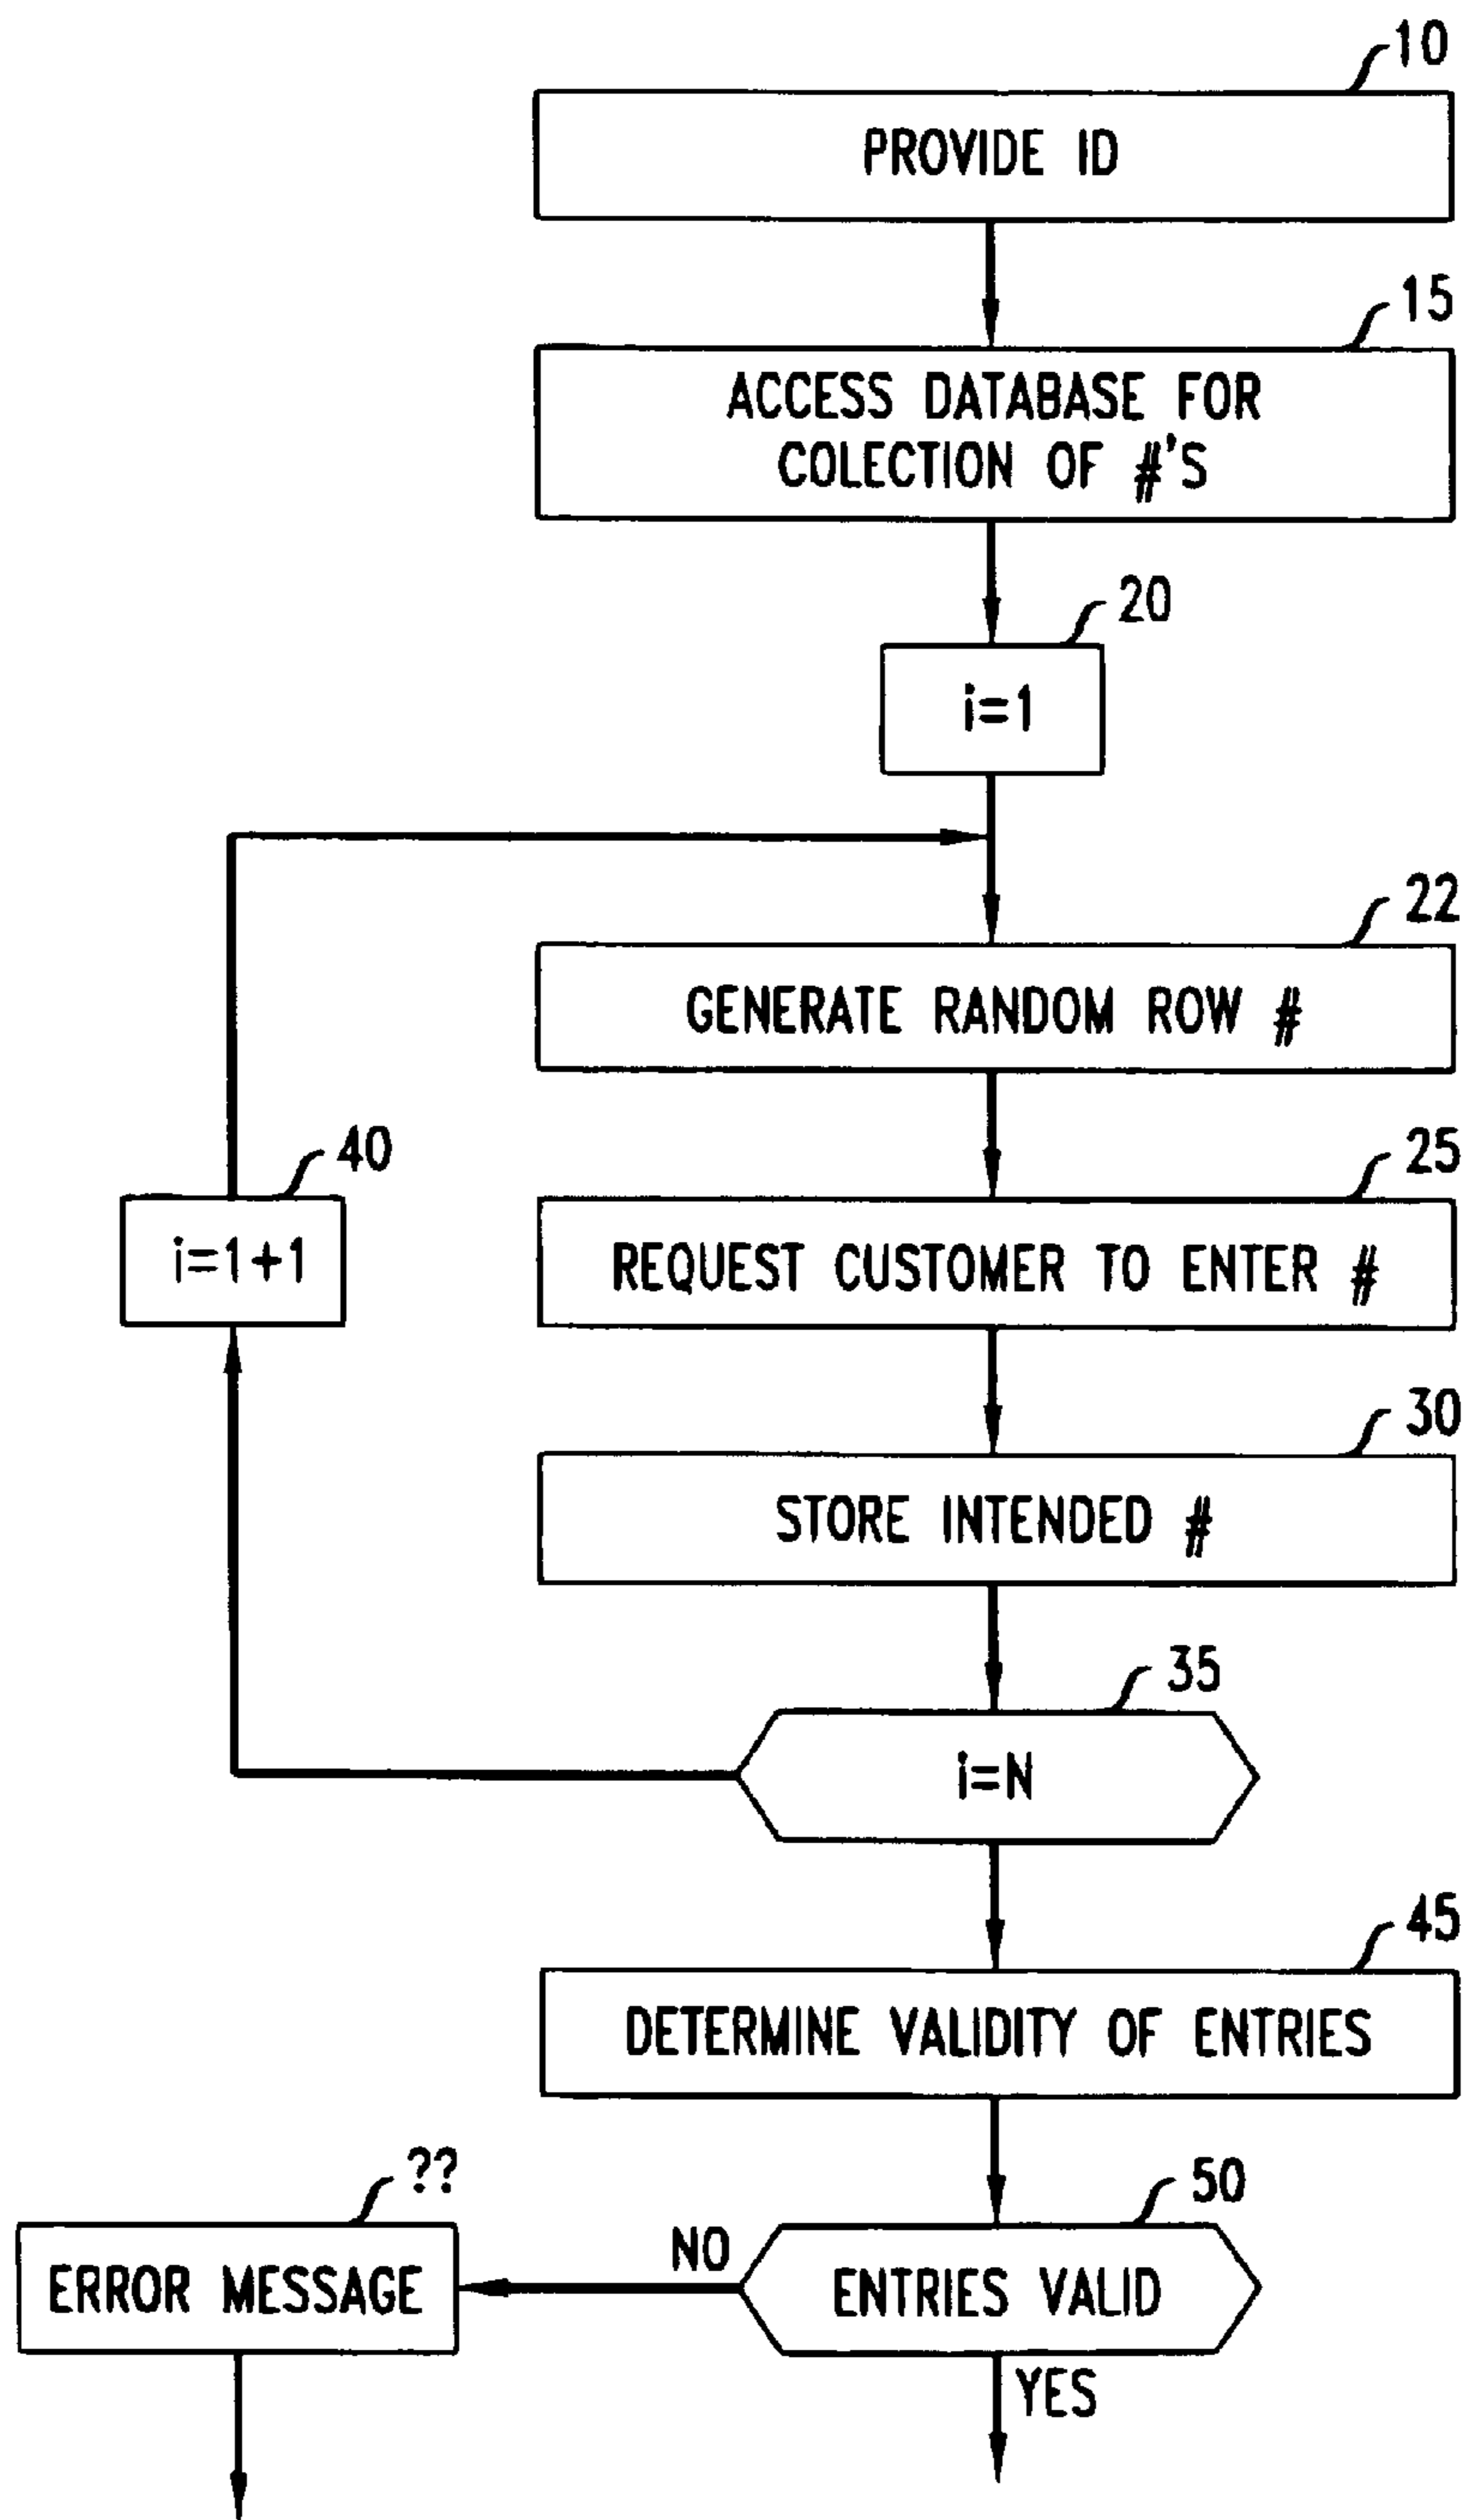 10
PROVIDE ID
15
ACCESS DATABASE FOR
COLECTION OF #'S
20
i=1
22
GENERATE RANDOM ROW #
40
i=1+1
25
REQUEST CUSTOMER TO ENTER #
30
STORE INTENDED #
35
i=N
45
DETERMINE VALIDITY OF ENTRIES
??
ERROR MESSAGE
NO
50
ENTRIES VALID
YES